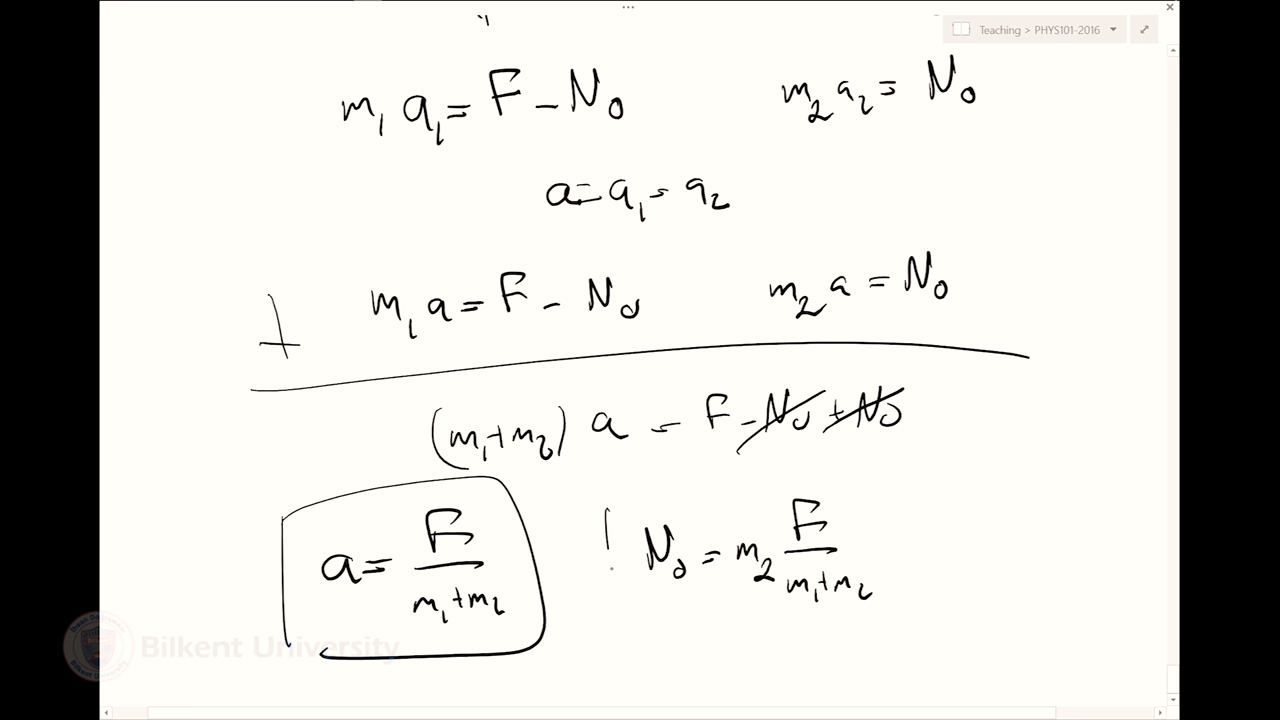 Teaching > PHYS101-2016
m₁ a₁ = F - N₀    m₂ a₂ = N₀
a = a₁ = a₂
+ m₁ a = F - N₀    m₂ a = N₀
(m₁+m₂) a = F - N₀ + N₀
a = F/(m₁+m₂)    ! N₀ = m₂ F/(m₁+m₂)
Bilkent University